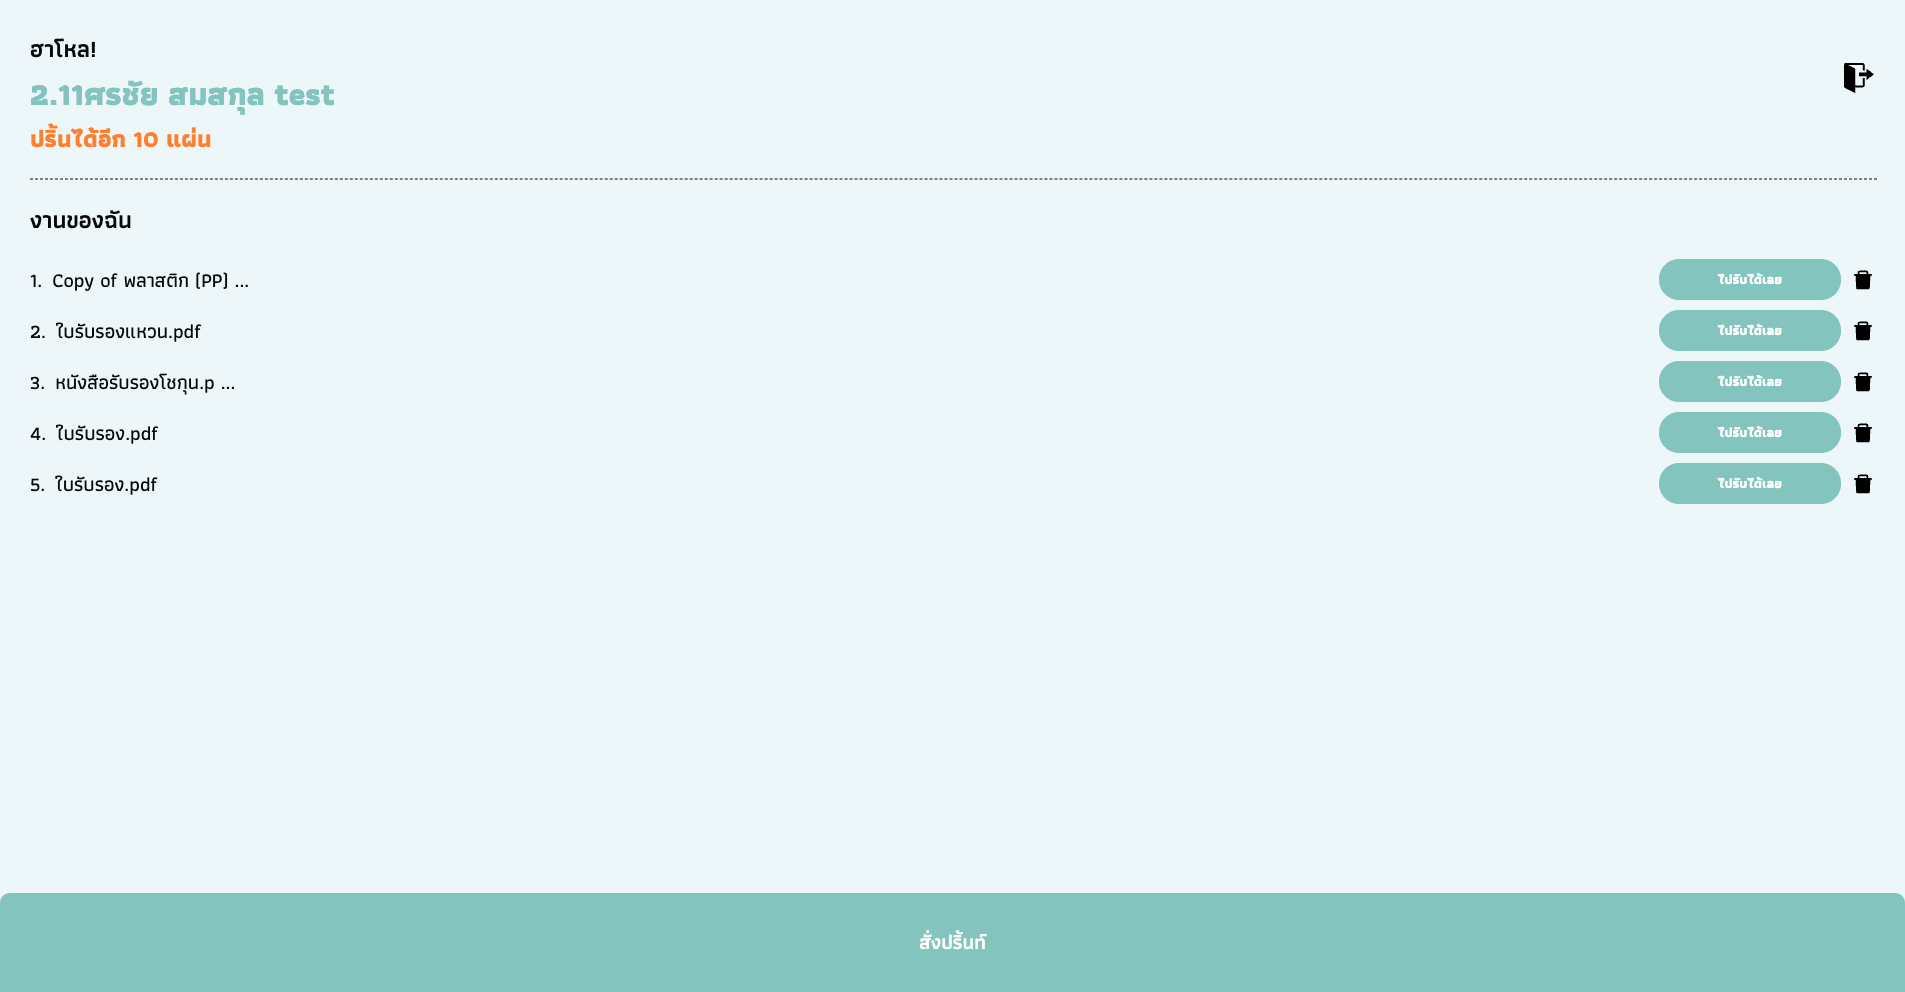 ฮาโหล!
2.11ศรชัย สมสกุล test
ปริ้นได้อีก 10 แผ่น
งานของฉัน
1. Copy of พลาสติก (PP) ... ไปรับได้เลย
2. ใบรับรองแหวน.pdf ไปรับได้เลย
3. หนังสือรับรองโชกุน.p ... ไปรับได้เลย
4. ใบรับรอง.pdf ไปรับได้เลย
5. ใบรับรอง.pdf ไปรับได้เลย
สั่งปริ้นท์